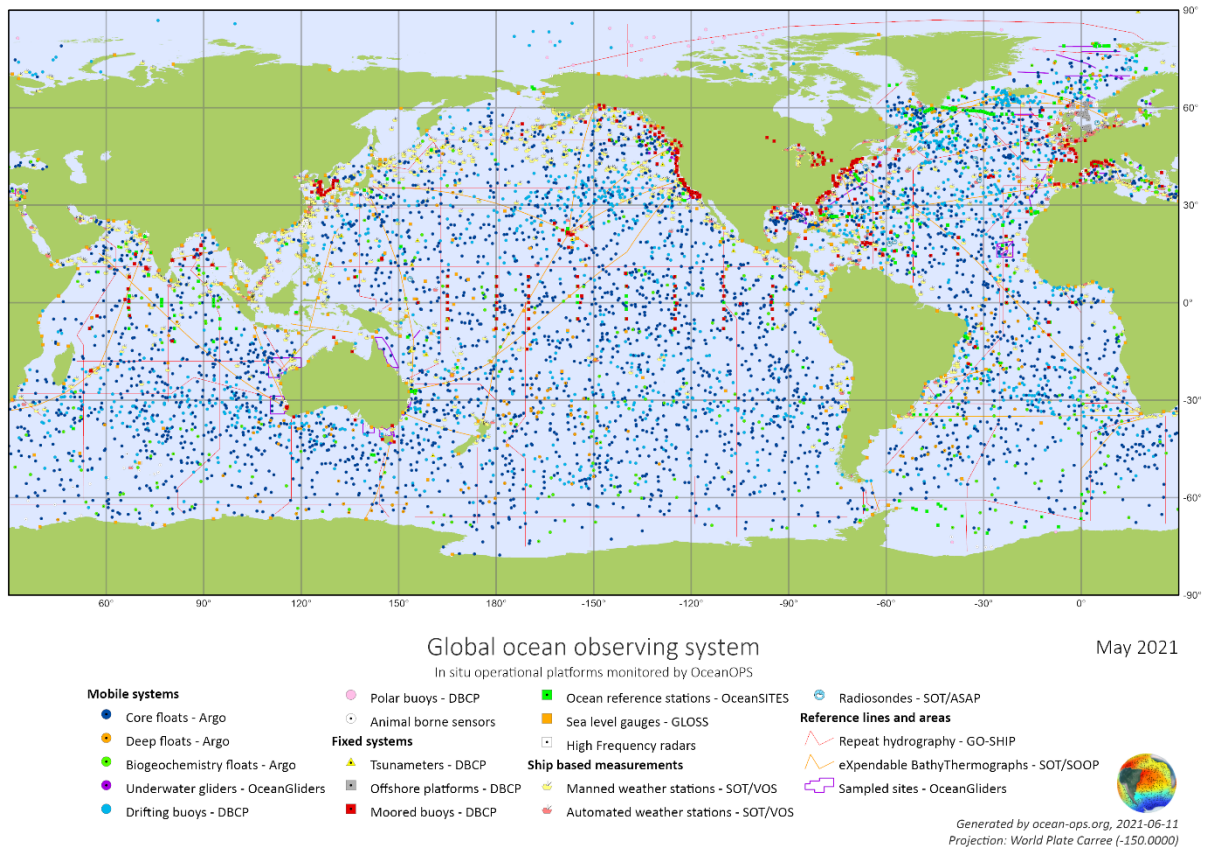 90°
60°
30°
0°
-30°
-60°
-90°
60° 90° 120° 150° 180° -150° -120° -90° -60° -30° 0°
Global ocean observing system
May 2021
In situ operational platforms monitored by OceanOPS
Mobile systems
Core floats - Argo
Deep floats - Argo
Biogeochemistry floats - Argo
Underwater gliders - OceanGliders
Drifting buoys - DBCP
Polar buoys - DBCP
Animal borne sensors
Fixed systems
Tsunameters - DBCP
Offshore platforms - DBCP
Moored buoys - DBCP
Ocean reference stations - OceanSITES
Sea level gauges - GLOSS
High Frequency radars
Ship based measurements
Manned weather stations - SOT/VOS
Automated weather stations - SOT/VOS
Radiosondes - SOT/ASAP
Reference lines and areas
Repeat hydrography - GO-SHIP
eXpendable BathyThermographs - SOT/SOOP
Sampled sites - OceanGliders
Generated by ocean-ops.org, 2021-06-11
Projection: World Plate Carree (-150.0000)